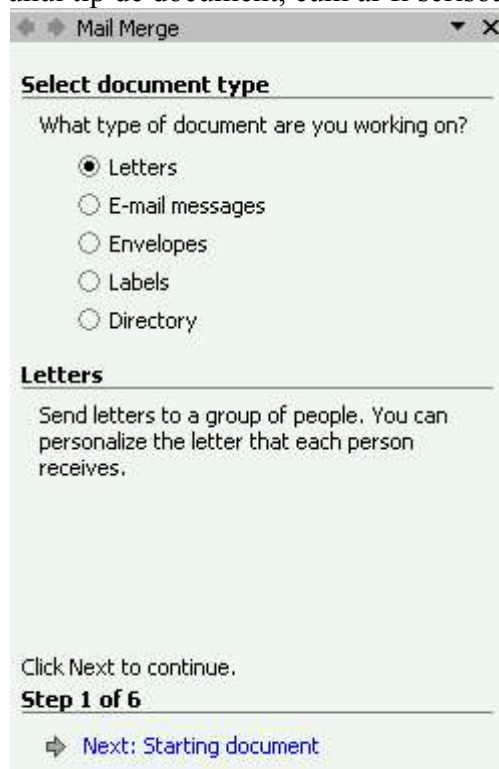 Mail Merge
Select document type
What type of document are you working on?
Letters
E-mail messages
Envelopes
Labels
Directory
Letters
Send letters to a group of people. You can
personalize the letter that each person
receives.
Click Next to continue.
Step 1 of 6
Next: Starting document